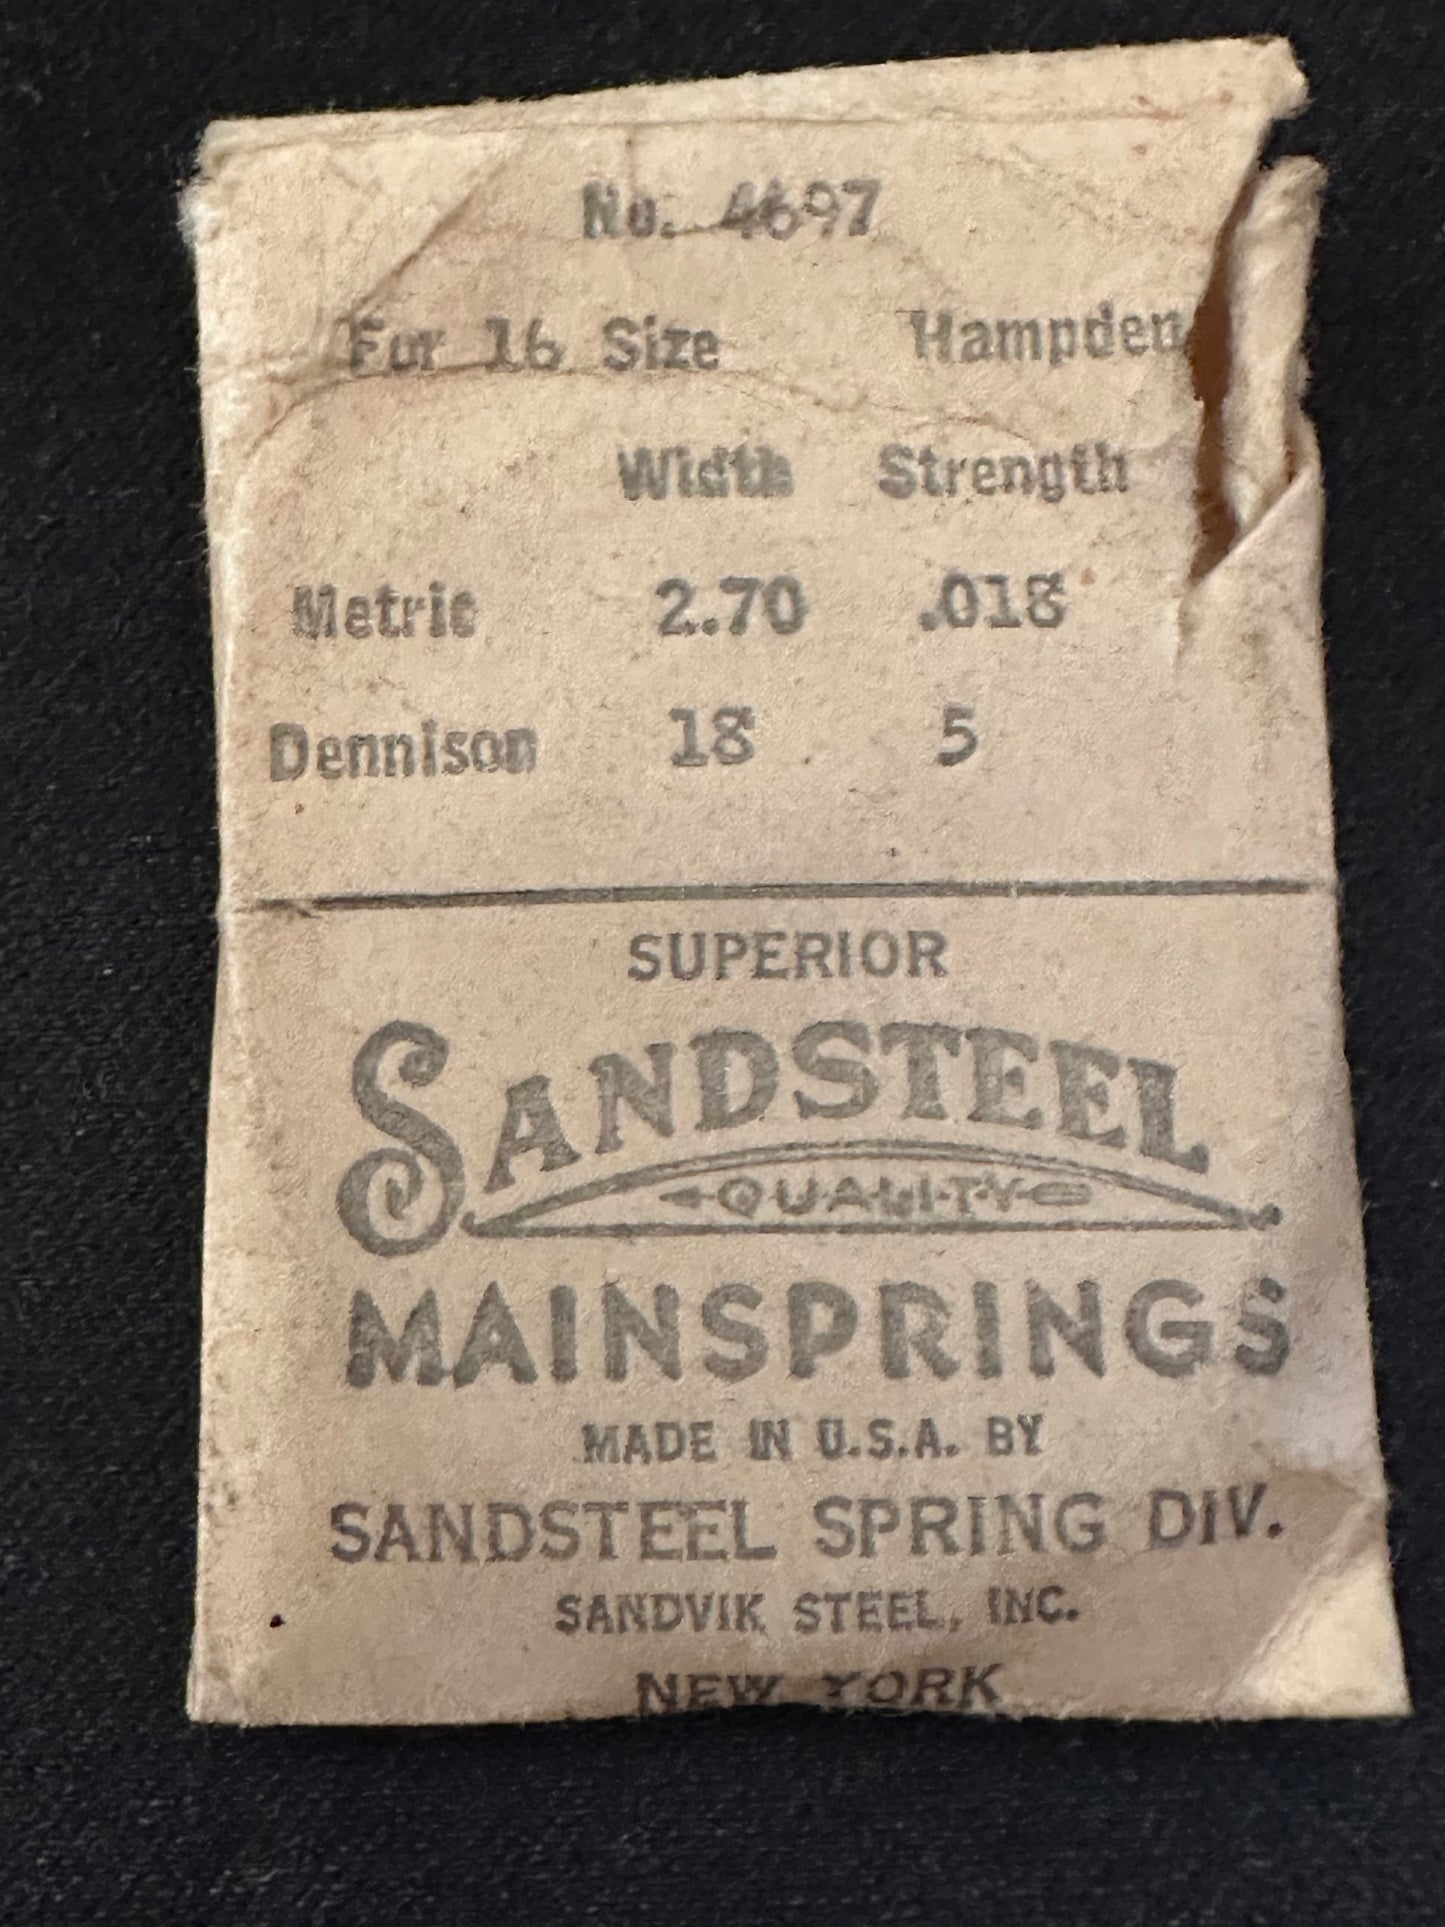 No. 4697
For 16 Size Hampden
Width Strength
Metric 2.70 .018
Dennison 18 5
SUPERIOR
SANDSTEEL
QUALITY
MAINSPRINGS
MADE IN U.S.A. BY
SANDSTEEL SPRING DIV.
SANDVIK STEEL, INC.
NEW YORK